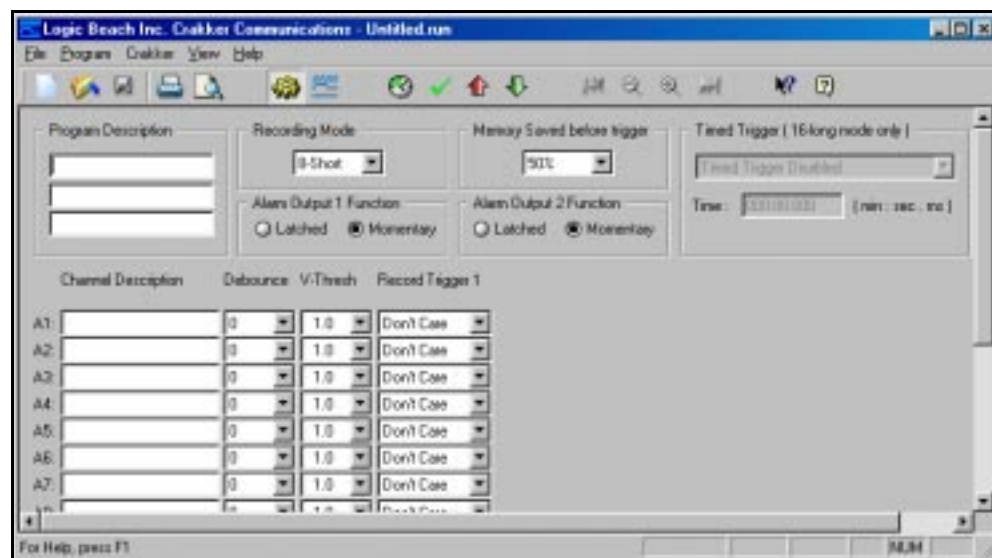 Logic Beach Inc. Crakker Communications - Untitled.run
File Program Crakker View Help
Program Description
Recording Mode
8-Short
Memory Saved before trigger
50%
Timed Trigger ( 16-long mode only )
Timed Trigger Disabled
Time: ( min : sec . ms )
Alarm Output 1 Function
Latched Momentary
Alarm Output 2 Function
Latched Momentary
Channel Description Debounce V-Thresh Record Trigger 1
A1: 0 1.0 Don't Care
A2: 0 1.0 Don't Care
A3: 0 1.0 Don't Care
A4: 0 1.0 Don't Care
A5: 0 1.0 Don't Care
A6: 0 1.0 Don't Care
A7: 0 1.0 Don't Care
For Help, press F1 NUM